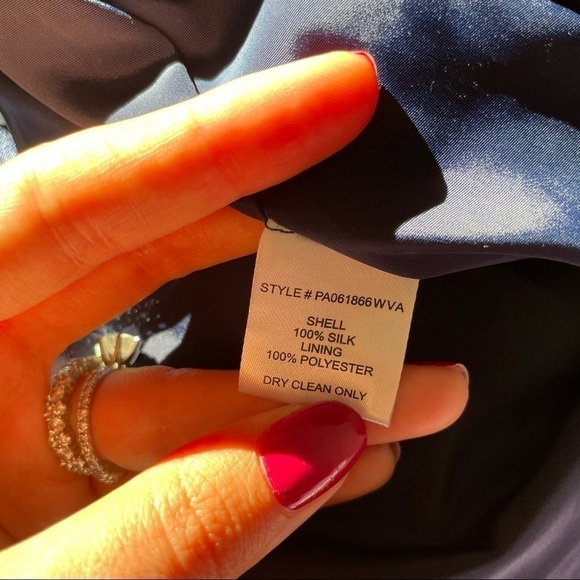 STYLE # PA061866WVA
SHELL
100% SILK
LINING
100% POLYESTER
DRY CLEAN ONLY